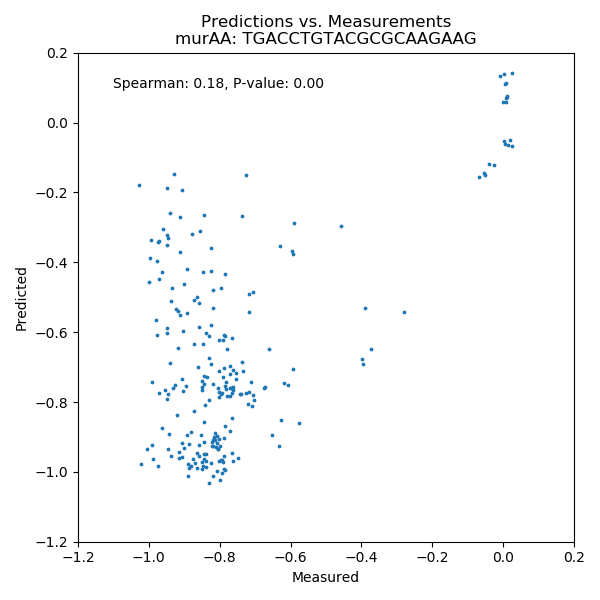 Predictions vs. Measurements
murAA: TGACCTGTACGCGCAAGAAG
Spearman: 0.18, P-value: 0.00
0.2
0.0
−0.2
−0.4
−0.6
−0.8
−1.0
−1.2
Predicted
−1.2 −1.0 −0.8 −0.6 −0.4 −0.2 0.0 0.2
Measured